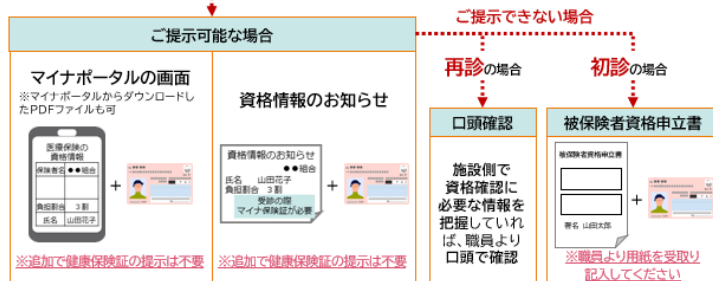 ご提示できない場合
ご提示可能な場合
再診の場合
初診の場合
マイナポータルの画面
※マイナポータルからダウンロードし
たPDFファイルも可
医療保険の
資格情報
保険者名 ●●組合
負担割合 3割
氏名 山田花子
+
※追加で健康保険証の提示は不要
資格情報のお知らせ
資格情報のお知らせ
●●組合
氏名 山田花子
負担割合 3割
受診の際
マイナ保険証が必要
+
※追加で健康保険証の提示は不要
口頭確認
施設側で
資格確認に
必要な情報を
把握していれ
ば、職員より
口頭で確認
被保険者資格申立書
被保険者資格申立書
署名 山田太郎
+
※職員より用紙を受取り
記入してください